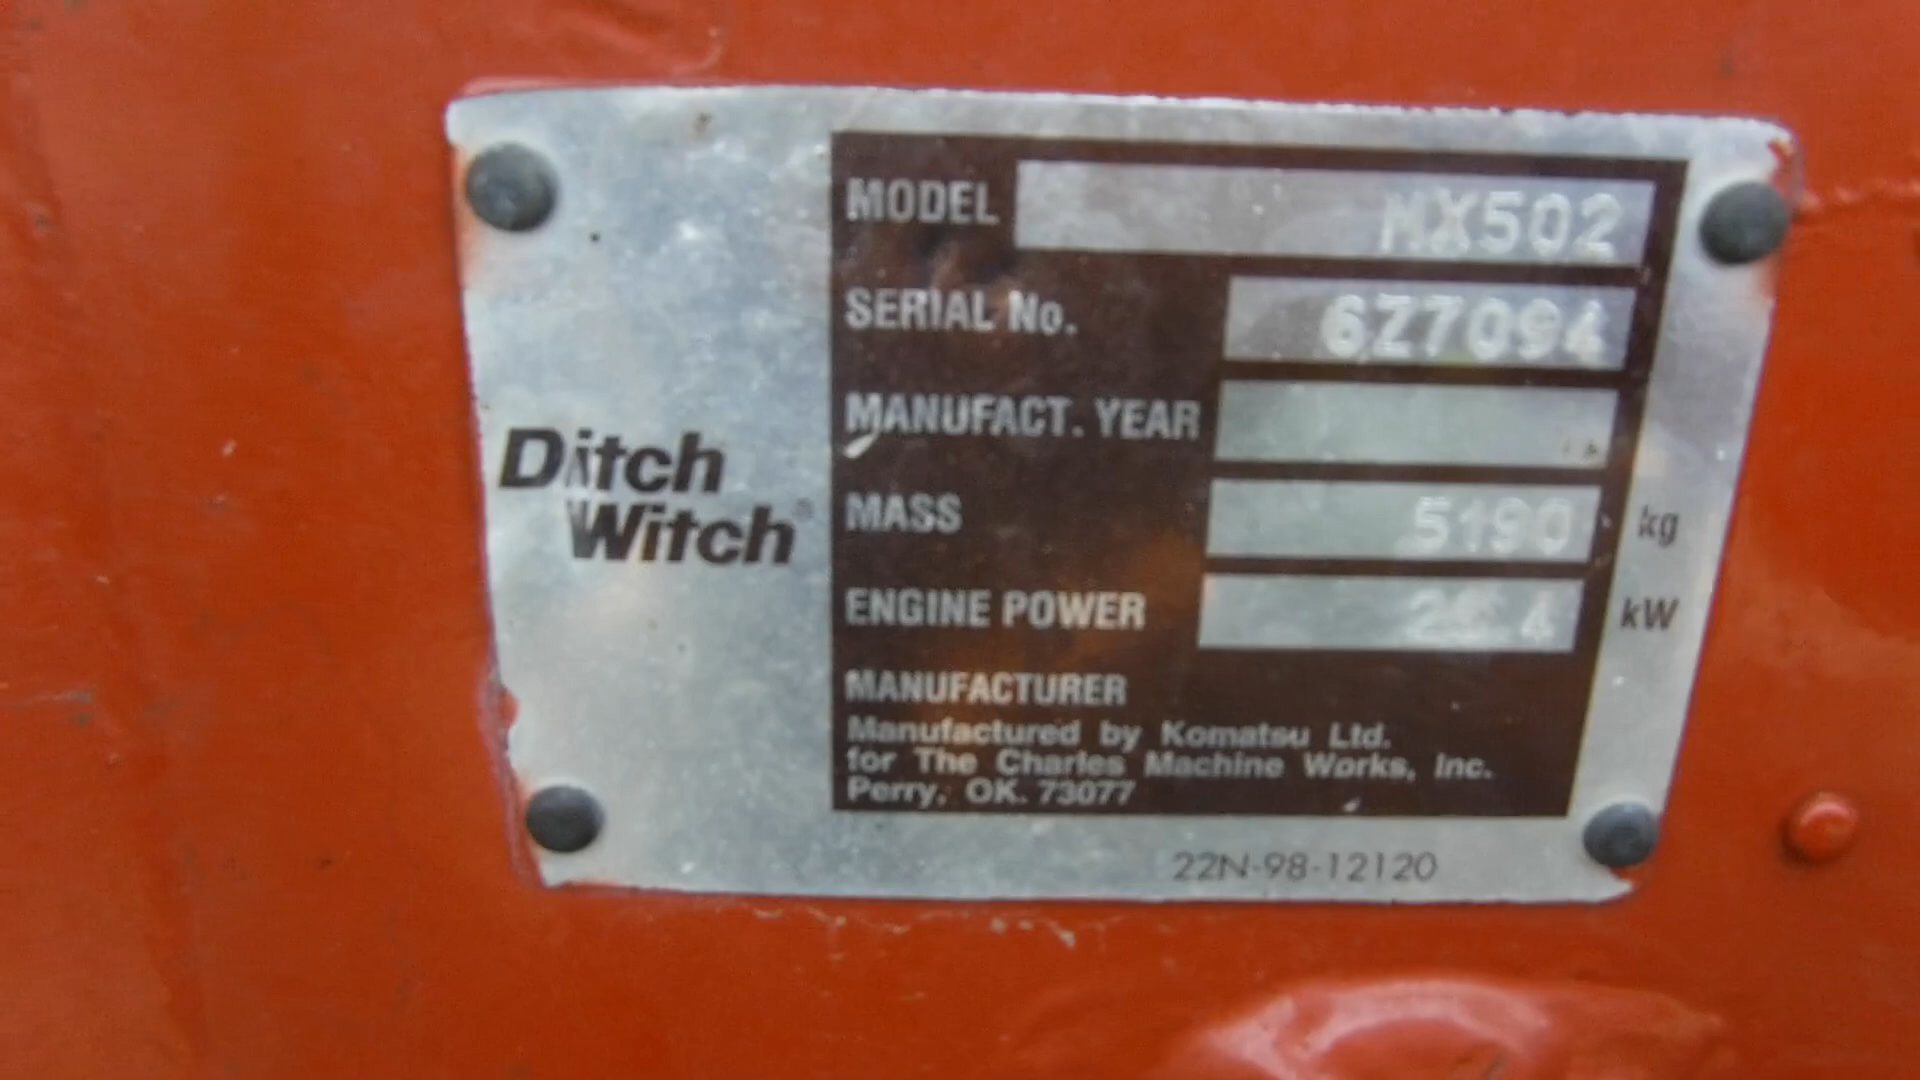 Ditch
Witch®
MODEL MX502
SERIAL No. 6Z7094
MANUFACT. YEAR
MASS 5190 kg
ENGINE POWER kW
MANUFACTURER
Manufactured by Komatsu Ltd.
for The Charles Machine Works, Inc.
Perry, OK. 73077
22N-98-12120